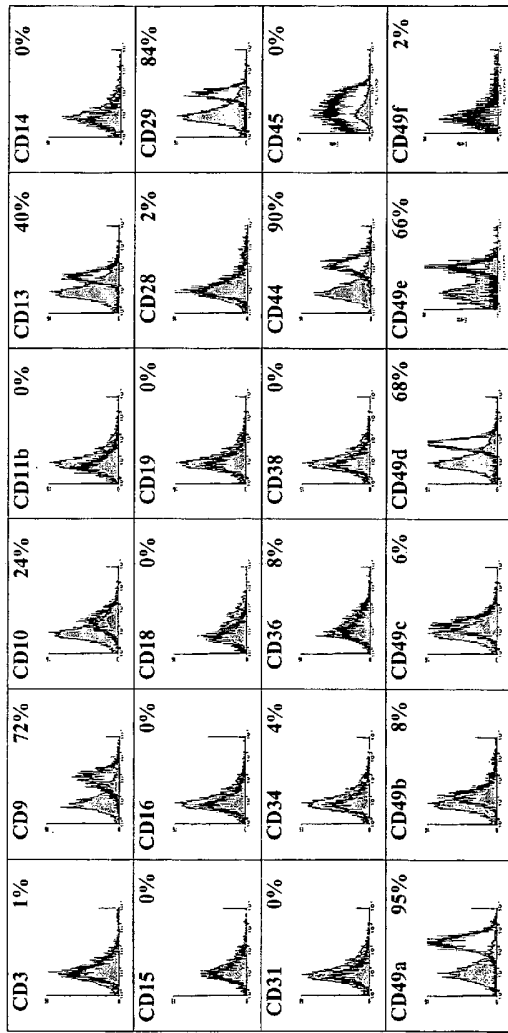 CD3 1% CD9 72% CD10 24% CD11b 0% CD13 40% CD14 0%
CD15 0% CD16 0% CD18 0% CD19 0% CD28 2% CD29 84%
CD31 0% CD34 4% CD36 8% CD38 0% CD44 90% CD45 0%
CD49a 95% CD49b 8% CD49c 6% CD49d 68% CD49e 66% CD49f 2%